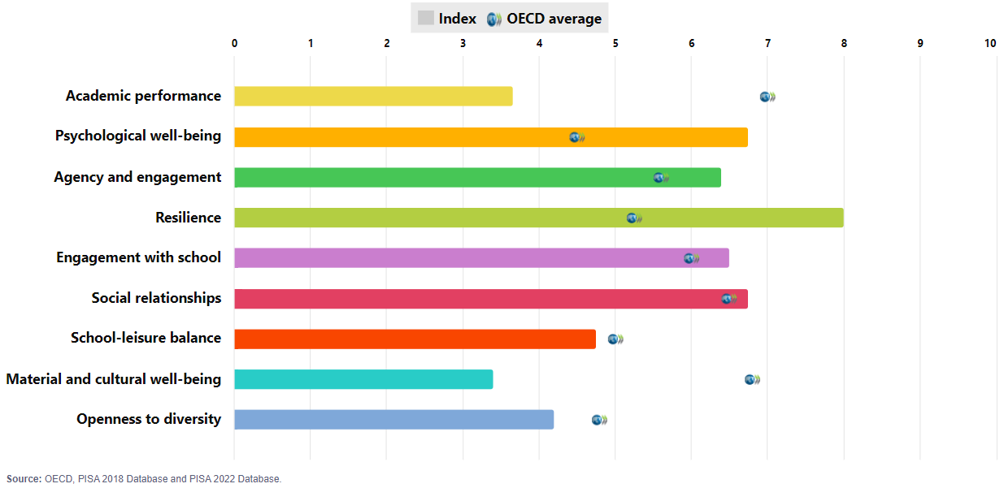 Index OECD average
0 1 2 3 4 5 6 7 8 9 10
Academic performance
Psychological well-being
Agency and engagement
Resilience
Engagement with school
Social relationships
School-leisure balance
Material and cultural well-being
Openness to diversity
Source: OECD, PISA 2018 Database and PISA 2022 Database.